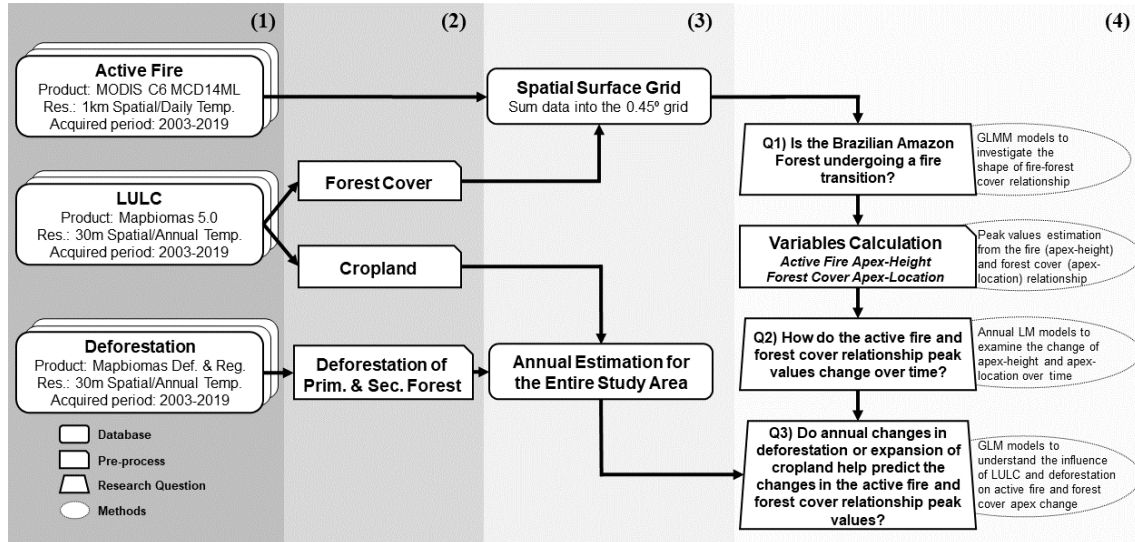 (1)
Active Fire
Product: MODIS C6 MCD14ML
Res.: 1km Spatial/Daily Temp.
Acquired period: 2003-2019
LULC
Product: Mapbiomas 5.0
Res.: 30m Spatial/Annual Temp.
Acquired period: 2003-2019
Deforestation
Product: Mapbiomas Def. & Reg.
Res.: 30m Spatial/Annual Temp.
Acquired period: 2003-2019
Database
Pre-process
Research Question
Methods
(2)
Forest Cover
Cropland
Deforestation of
Prim. & Sec. Forest
(3)
Spatial Surface Grid
Sum data into the 0.45º grid
Annual Estimation for
the Entire Study Area
(4)
Q1) Is the Brazilian Amazon
Forest undergoing a fire
transition?
GLMM models to
investigate the
shape of fire-forest
cover relationship
Variables Calculation
Active Fire Apex-Height
Forest Cover Apex-Location
Peak values estimation
from the fire (apex-height)
and forest cover (apex-
location) relationship
Q2) How do the active fire and
forest cover relationship peak
values change over time?
Annual LM models to
examine the change of
apex-height and apex-
location over time
Q3) Do annual changes in
deforestation or expansion of
cropland help predict the
changes in the active fire and
forest cover relationship peak
values?
GLM models to
understand the influence
of LULC and deforestation
on active fire and forest
cover apex change